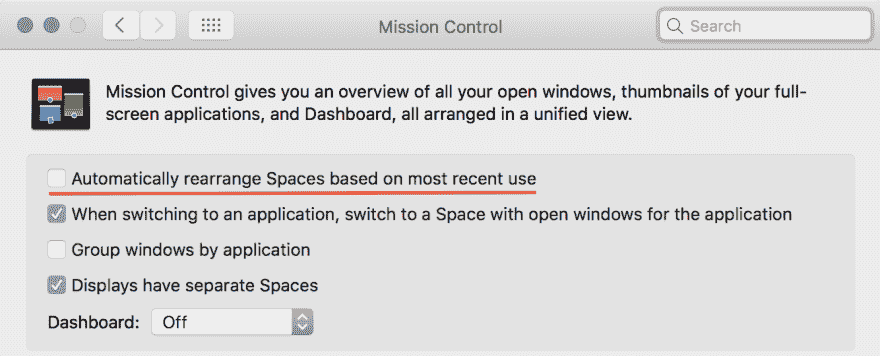 Mission Control
Search
Mission Control gives you an overview of all your open windows, thumbnails of your full-
screen applications, and Dashboard, all arranged in a unified view.
Automatically rearrange Spaces based on most recent use
When switching to an application, switch to a Space with open windows for the application
Group windows by application
Displays have separate Spaces
Dashboard: Off